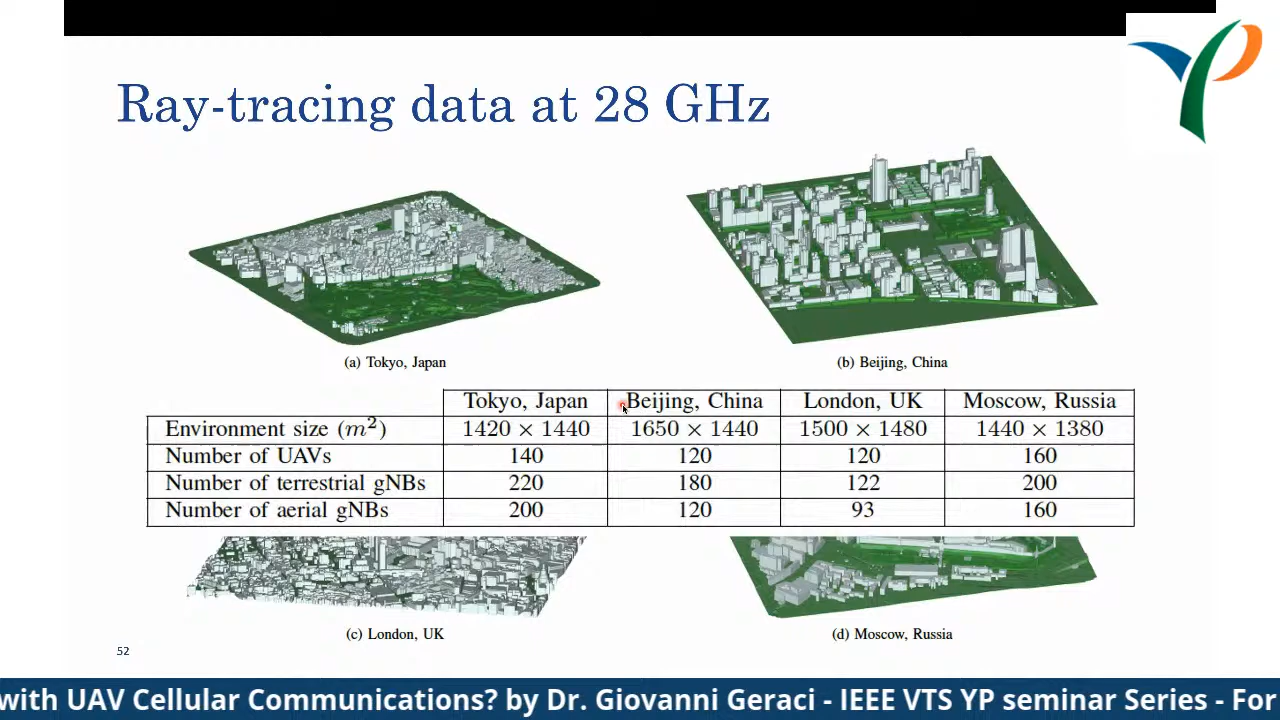 Ray-tracing data at 28 GHz
(a) Tokyo, Japan
(b) Beijing, China
Tokyo, Japan Beijing, China London, UK Moscow, Russia
Environment size (m²) 1420 × 1440 1650 × 1440 1500 × 1480 1440 × 1380
Number of UAVs 140 120 120 160
Number of terrestrial gNBs 220 180 122 200
Number of aerial gNBs 200 120 93 160
(c) London, UK
(d) Moscow, Russia
52
with UAV Cellular Communications? by Dr. Giovanni Geraci - IEEE VTS YP seminar Series - For